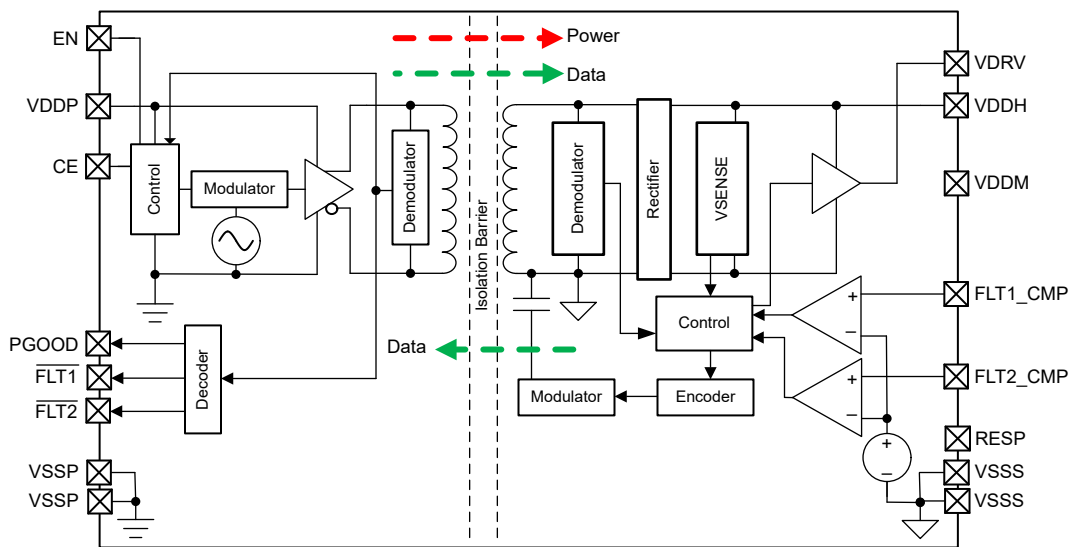 EN
VDDP
CE
Control
Modulator
Demodulator
Power
Data
Isolation Barrier
Demodulator
Rectifier
VSENSE
VDRV
VDDH
VDDM
FLT1_CMP
+
−
Control
FLT2_CMP
+
−
Data
Modulator
Encoder
+
−
RESP
VSSS
VSSS
PGOOD
FLT1
FLT2
Decoder
VSSP
VSSP